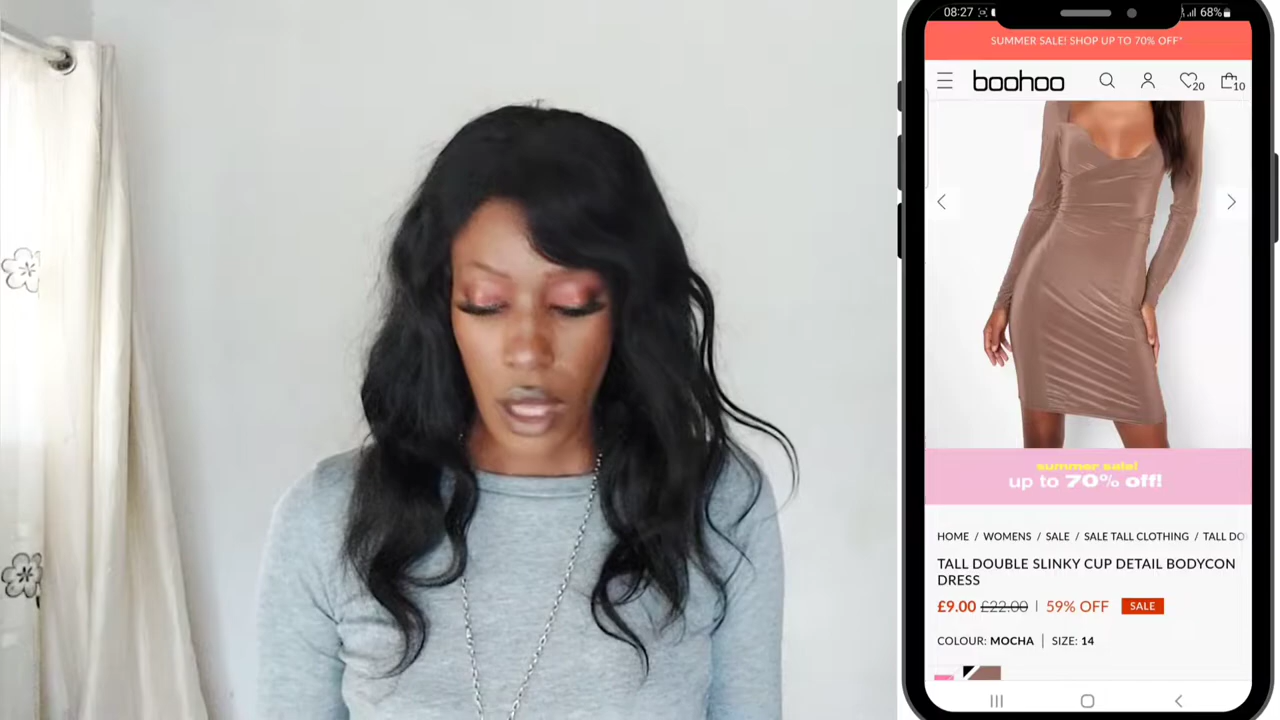 08:27 68%
SUMMER SALE! SHOP UP TO 70% OFF*
boohoo 20 10
summer sale!
up to 70% off!
HOME / WOMENS / SALE / SALE TALL CLOTHING / TALL DO
TALL DOUBLE SLINKY CUP DETAIL BODYCON
DRESS
£9.00 £22.00 | 59% OFF SALE
COLOUR: MOCHA | SIZE: 14